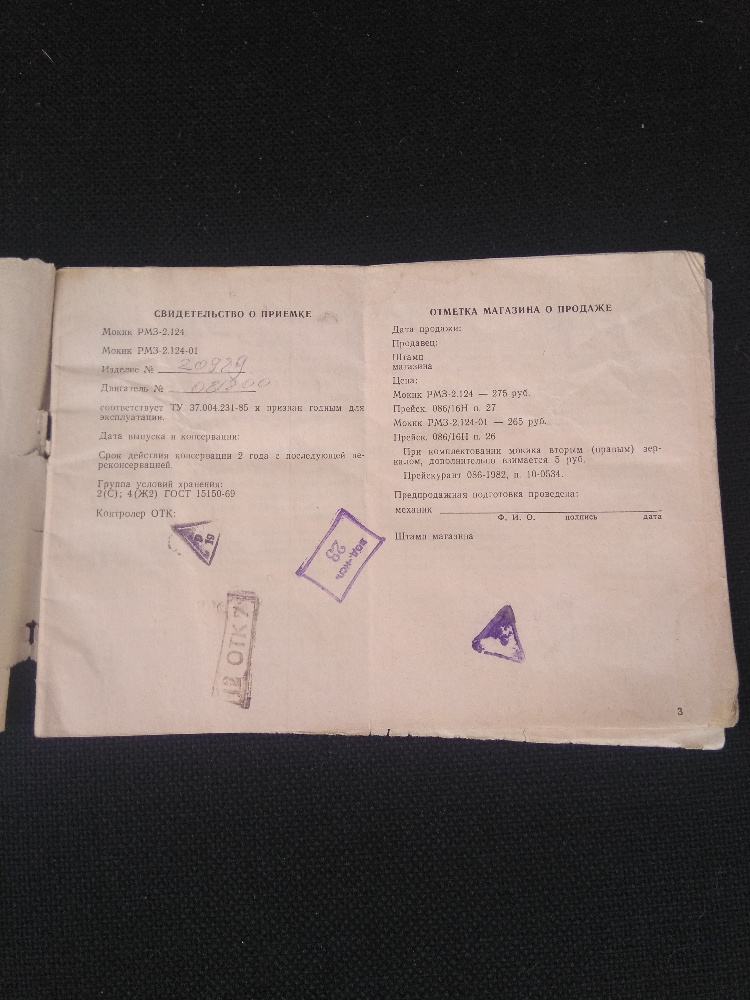 СВИДЕТЕЛЬСТВО О ПРИЕМКЕ
Мокик РМЗ-2.124
Мокик РМЗ-2.124-01
Изделие № 20929
Двигатель №
соответствует ТУ 37.004.231-85 и признан годным для
эксплуатации.
Дата выпуска и консервации:
Срок действия консервации 2 года с последующей пе-
реконсервацией.
Группа условий хранения:
2(С); 4(Ж2) ГОСТ 15150-69
Контролер ОТК:
19
28
12 ОТК 7
ОТМЕТКА МАГАЗИНА О ПРОДАЖЕ
Дата продажи:
Продавец:
Штамп
магазина
Цена:
Мокик РМЗ-2.124 — 275 руб.
Прейск. 086/16Н п. 27
Мокик РМЗ-2.124-01 — 265 руб.
Прейск. 086/16Н п. 26
При комплектовании мокика вторым (правым) зер-
калом, дополнительно взимается 5 руб.
Прейскурант 086-1982, п. 10-0534.
Предпродажная подготовка проведена:
механик
Ф. И. О. подпись дата
Штамп магазина
3